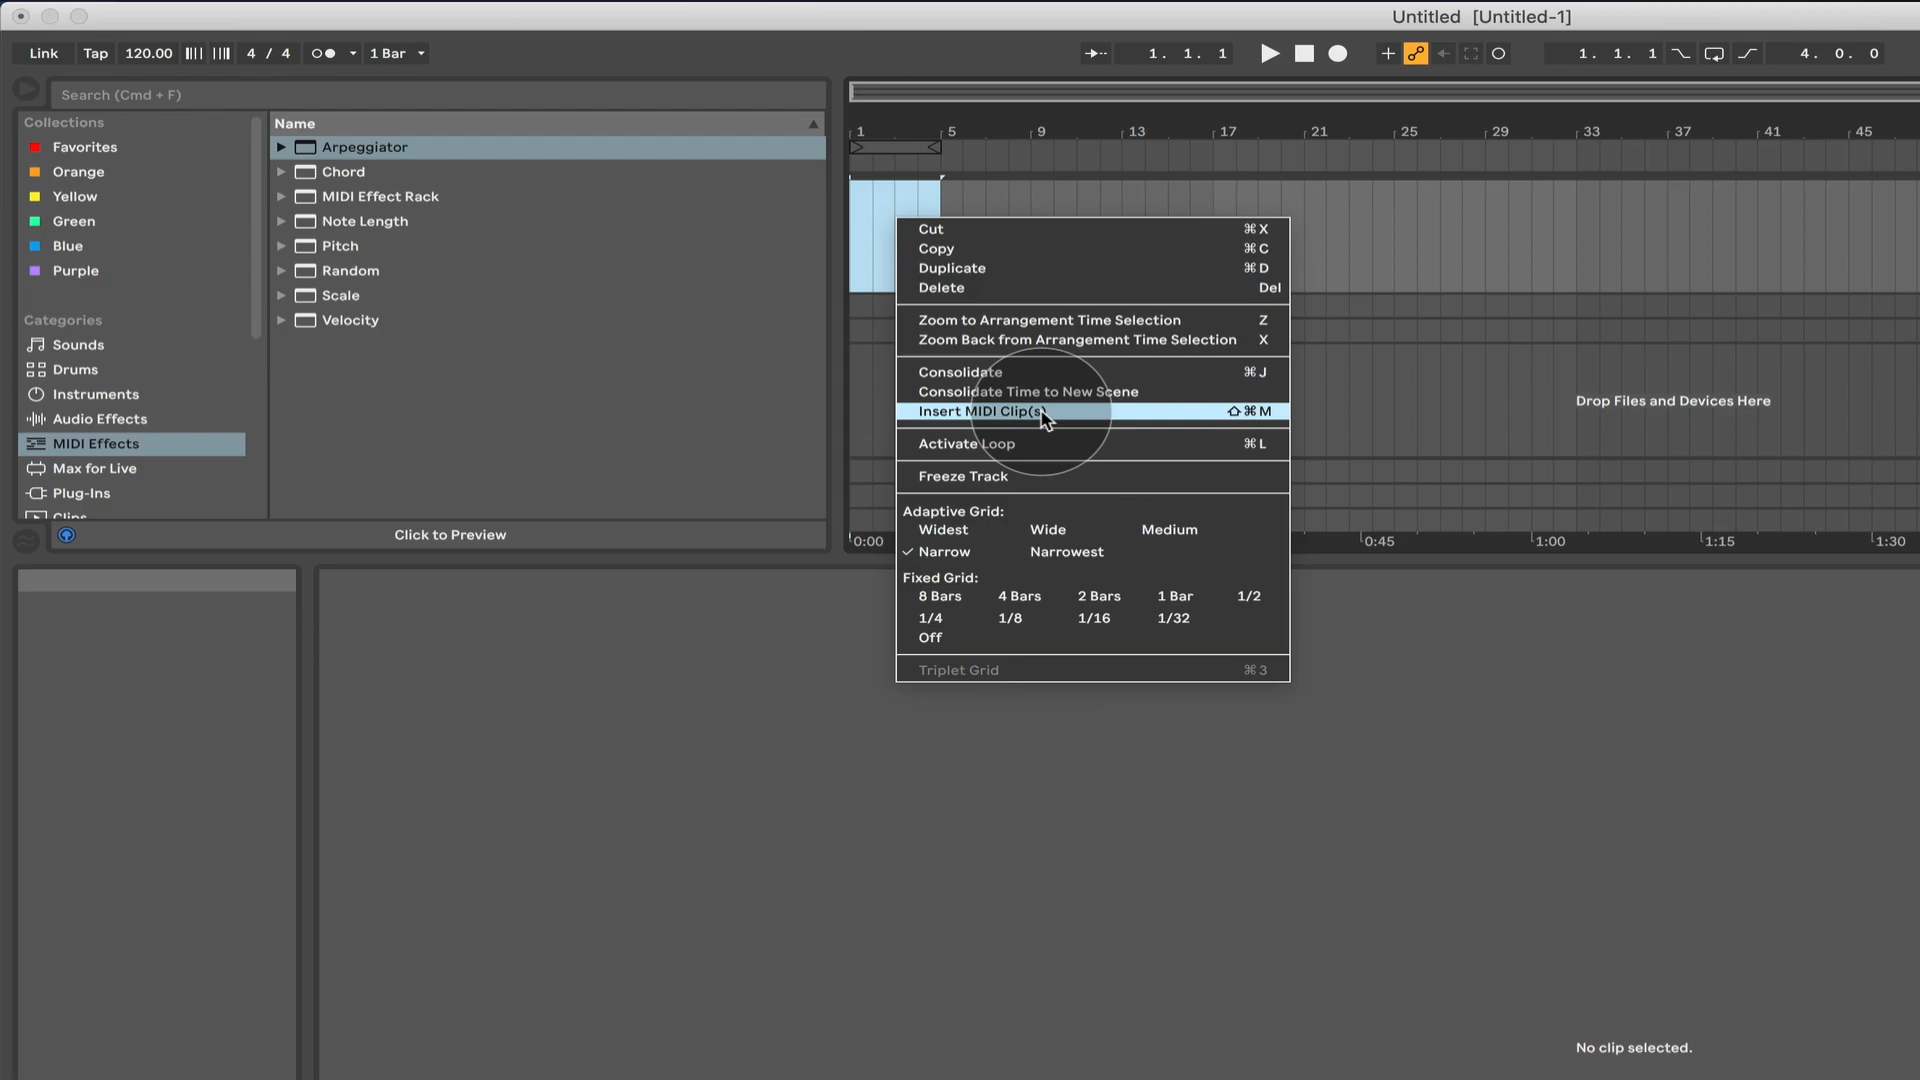 Untitled [Untitled-1]
Link Tap 120.00 4 / 4 1 Bar 1. 1. 1 1. 1. 1 4. 0. 0
Search (Cmd + F)
Collections
Favorites
Orange
Yellow
Green
Blue
Purple
Categories
Sounds
Drums
Instruments
Audio Effects
MIDI Effects
Max for Live
Plug-Ins
Clips
Name
Arpeggiator
Chord
MIDI Effect Rack
Note Length
Pitch
Random
Scale
Velocity
Click to Preview
1 5 9 13 17 21 25 29 33 37 41 45
Cut ⌘X
Copy ⌘C
Duplicate ⌘D
Delete Del
Zoom to Arrangement Time Selection Z
Zoom Back from Arrangement Time Selection X
Consolidate ⌘J
Consolidate Time to New Scene
Insert MIDI Clip(s) ⇧⌘M
Activate Loop ⌘L
Freeze Track
Adaptive Grid:
Widest Wide Medium
✓ Narrow Narrowest
Fixed Grid:
8 Bars 4 Bars 2 Bars 1 Bar 1/2
1/4 1/8 1/16 1/32
Off
Triplet Grid ⌘3
Drop Files and Devices Here
0:00 0:45 1:00 1:15 1:30
No clip selected.